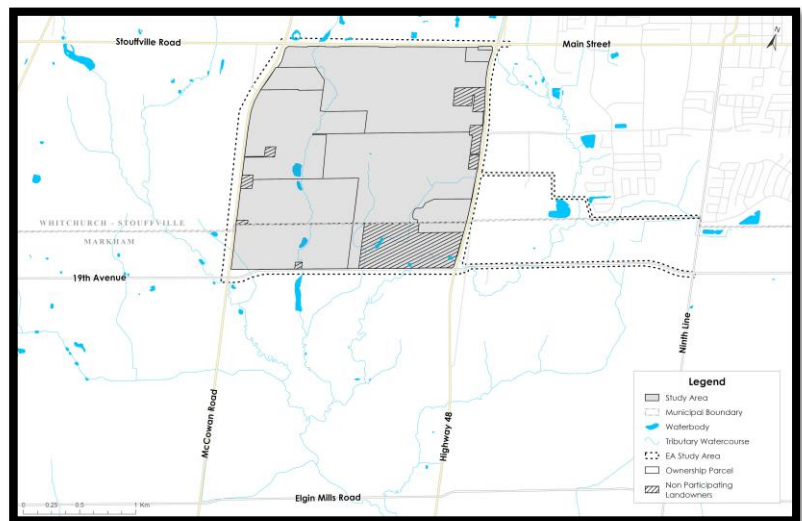 Stouffville Road
Main Street
N
WHITCHURCH - STOUFFVILLE
MARKHAM
19th Avenue
McCowan Road
Highway 48
Ninth Line
Elgin Mills Road
0 0.25 0.5 1 Km
Legend
Study Area
Municipal Boundary
Waterbody
Tributary Watercourse
EA Study Area
Ownership Parcel
Non Participating
Landowners